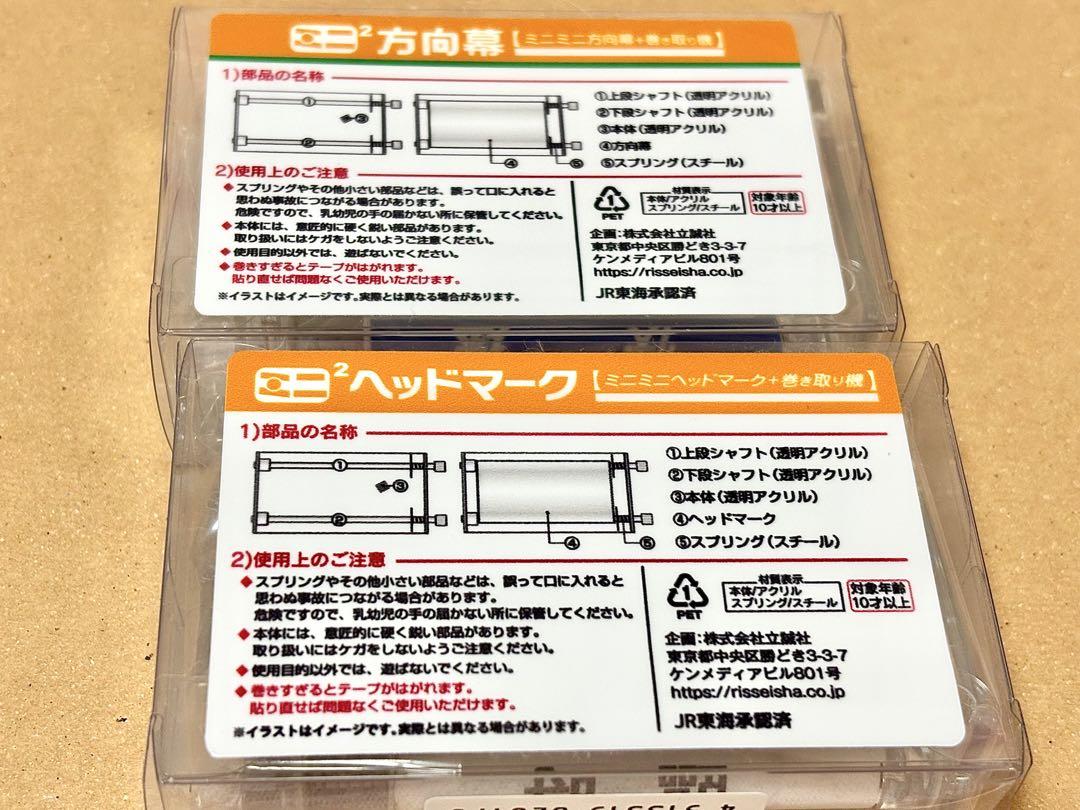 ²方向幕【ミニミニ方向幕+巻き取り機】
1)部品の名称
①
③
②
④
⑤
①上段シャフト(透明アクリル)
②下段シャフト(透明アクリル)
③本体(透明アクリル)
④方向幕
⑤スプリング(スチール)
2)使用上のご注意
◆スプリングやその他小さい部品などは、誤って口に入れると
思わぬ事故につながる場合があります。
危険ですので、乳幼児の手の届かない所に保管してください。
◆本体には、意匠的に硬く鋭い部品があります。
取り扱いにはケガをしないようご注意ください。
◆使用目的以外では、遊ばないでください。
◆巻きすぎるとテープがはがれます。
貼り直せば問題なくご使用いただけます。
※イラストはイメージです。実際とは異なる場合があります。
1
PET
材質表示
本体/アクリル
スプリング/スチール
対象年齢
10才以上
企画:株式会社立誠社
東京都中央区勝どき3-3-7
ケンメディアビル801号
https://risseisha.co.jp
JR東海承認済
²ヘッドマーク【ミニミニヘッドマーク+巻き取り機】
1)部品の名称
①
③
②
④
⑤
①上段シャフト(透明アクリル)
②下段シャフト(透明アクリル)
③本体(透明アクリル)
④ヘッドマーク
⑤スプリング(スチール)
2)使用上のご注意
◆スプリングやその他小さい部品などは、誤って口に入れると
思わぬ事故につながる場合があります。
危険ですので、乳幼児の手の届かない所に保管してください。
◆本体には、意匠的に硬く鋭い部品があります。
取り扱いにはケガをしないようご注意ください。
◆使用目的以外では、遊ばないでください。
◆巻きすぎるとテープがはがれます。
貼り直せば問題なくご使用いただけます。
※イラストはイメージです。実際とは異なる場合があります。
1
PET
材質表示
本体/アクリル
スプリング/スチール
対象年齢
10才以上
企画:株式会社立誠社
東京都中央区勝どき3-3-7
ケンメディアビル801号
https://risseisha.co.jp
JR東海承認済